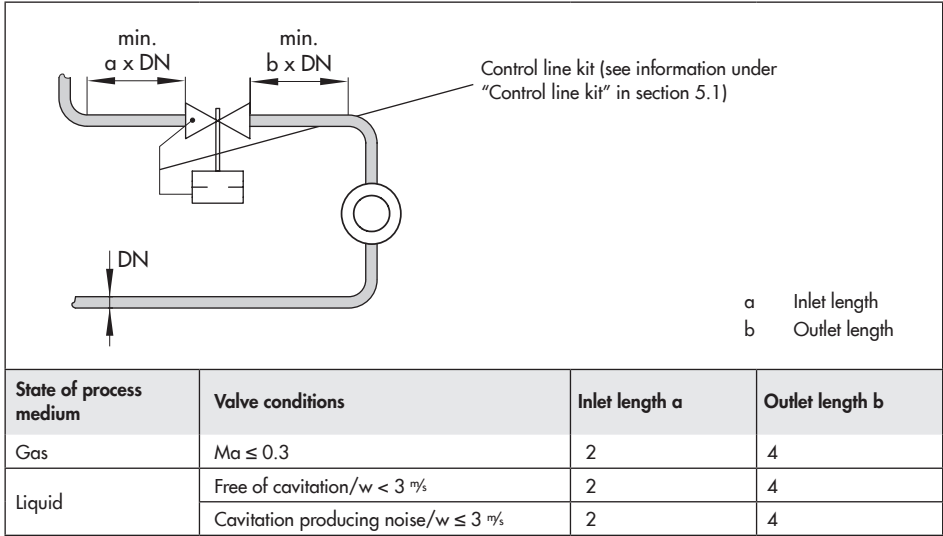 min.
a x DN
min.
b x DN
Control line kit (see information under
“Control line kit” in section 5.1)
DN
a Inlet length
b Outlet length
State of process
medium
Valve conditions
Inlet length a
Outlet length b
Gas
Ma ≤ 0.3
2
4
Liquid
Free of cavitation/w < 3 m/s
2
4
Cavitation producing noise/w ≤ 3 m/s
2
4